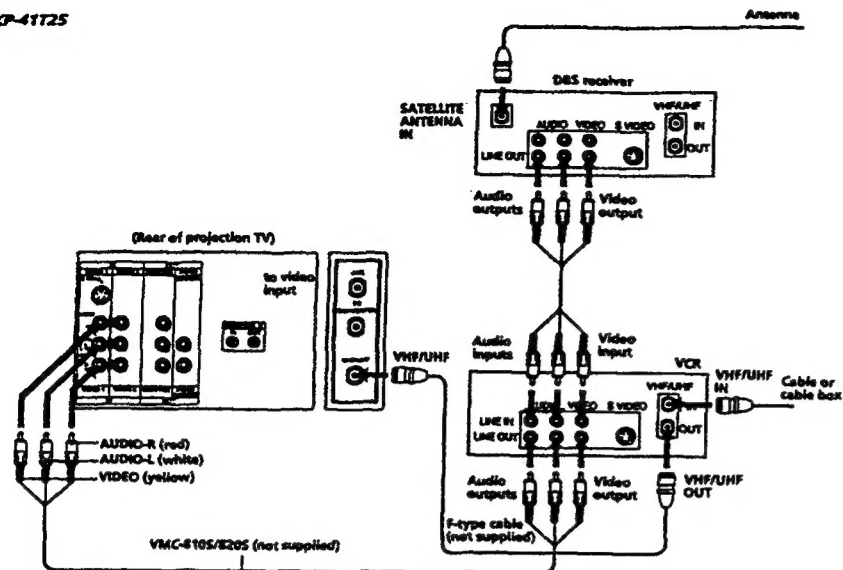 KP-41T25
Antenna
DBS receiver
SATELLITE
ANTENNA
IN
VHF/UHF
IN
OUT
AUDIO VIDEO S VIDEO
LINE OUT
Audio
outputs
Video
output
(Rear of projection TV)
to video
input
VHF/UHF
Audio
inputs
Video
input
VCR
VHF/UHF
IN
Cable or
cable box
VHF/UHF
OUT
AUDIO VIDEO S VIDEO
LINE IN
LINE OUT
AUDIO-R (red)
AUDIO-L (white)
VIDEO (yellow)
Audio
outputs
Video
output
VHF/UHF
OUT
F-type cable
(not supplied)
VMC-810S/820S (not supplied)